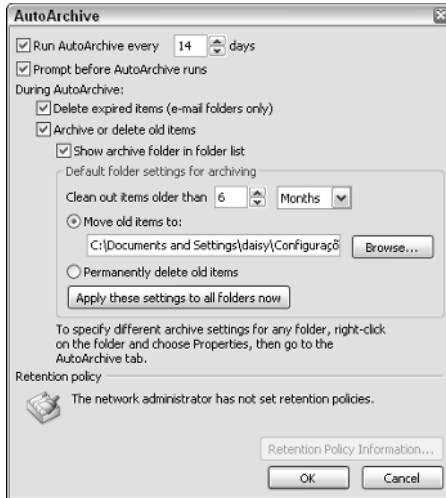 AutoArchive
Run AutoArchive every 14 days
Prompt before AutoArchive runs
During AutoArchive:
Delete expired items (e-mail folders only)
Archive or delete old items
Show archive folder in folder list
Default folder settings for archiving
Clean out items older than 6 Months
Move old items to:
C:\Documents and Settings\daisy\Configuraçõ Browse...
Permanently delete old items
Apply these settings to all folders now
To specify different archive settings for any folder, right-click
on the folder and choose Properties, then go to the
AutoArchive tab.
Retention policy
The network administrator has not set retention policies.
Retention Policy Information...
OK Cancel